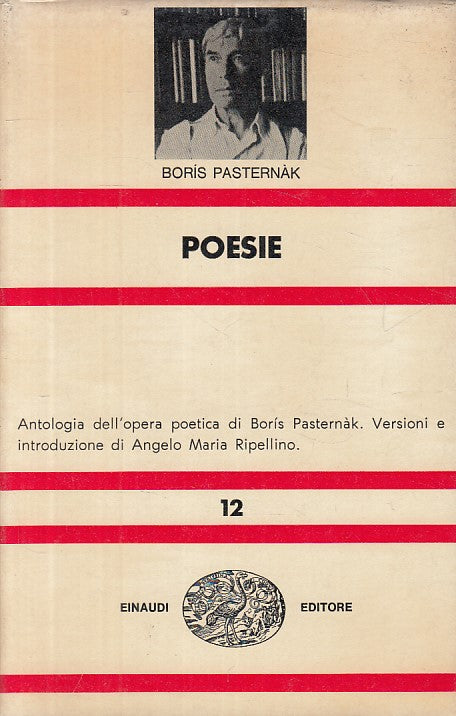 BORÍS PASTERNÀK
POESIE
Antologia dell'opera poetica di Borís Pasternàk. Versioni e
introduzione di Angelo Maria Ripellino.
12
EINAUDI EDITORE